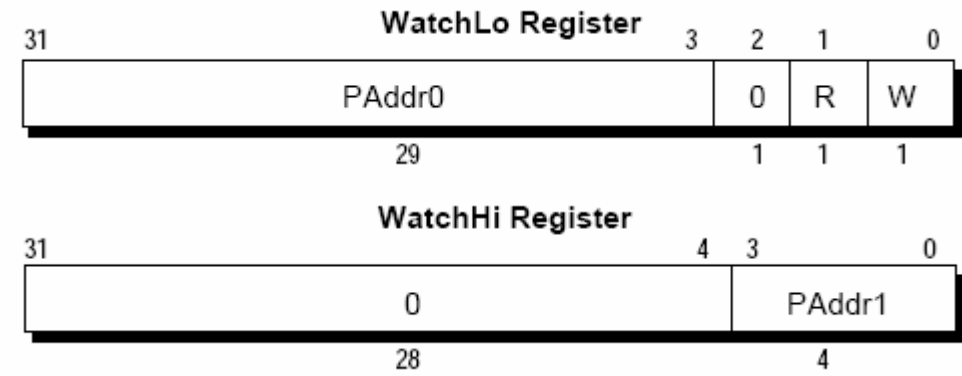 WatchLo Register
31 3 2 1 0
PAddr0 0 R W
29 1 1 1
WatchHi Register
31 4 3 0
0 PAddr1
28 4